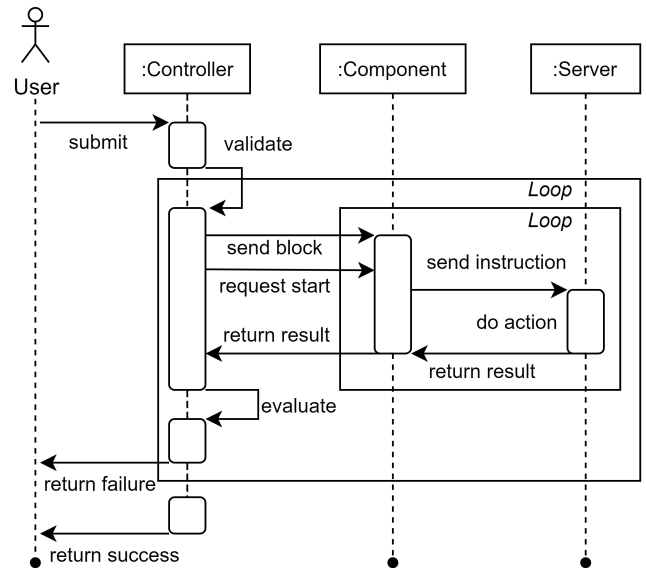 User
:Controller
:Component
:Server
submit
validate
Loop
Loop
send block
send instruction
request start
do action
return result
return result
evaluate
return failure
return success